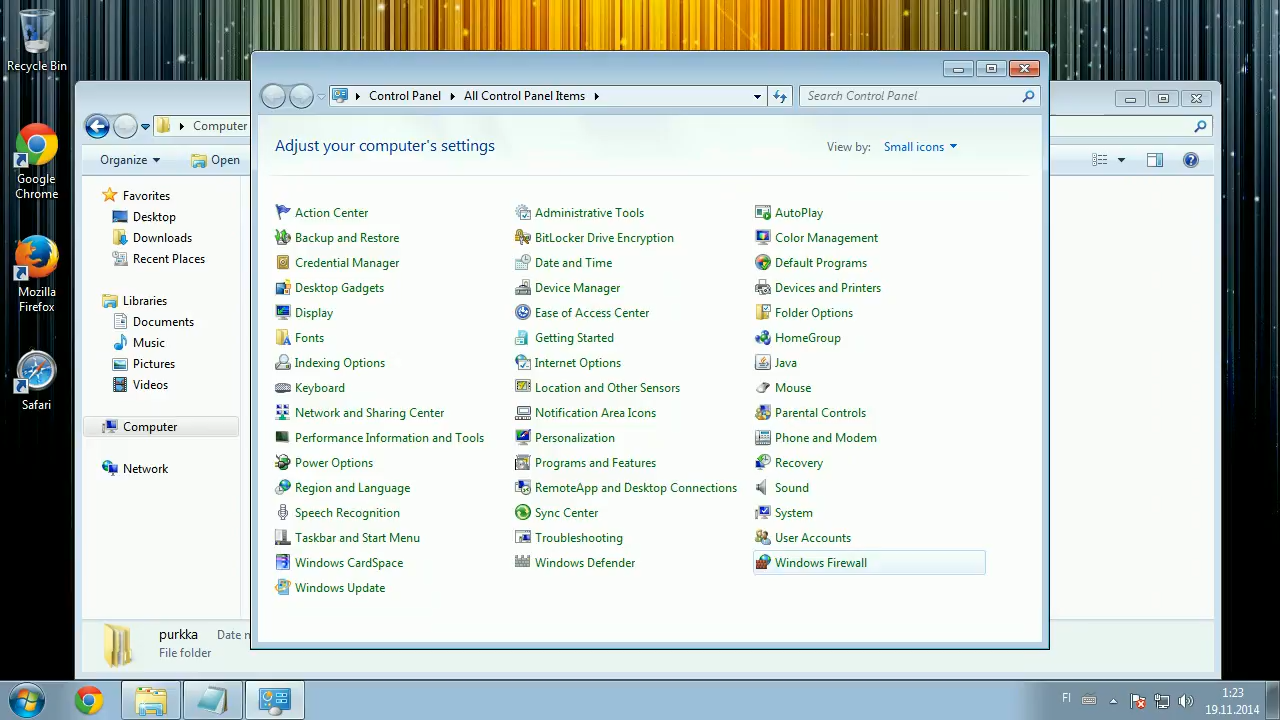 Recycle Bin
Google Chrome
Mozilla Firefox
Safari
Computer
Organize
Open
Favorites
Desktop
Downloads
Recent Places
Libraries
Documents
Music
Pictures
Videos
Computer
Network
purkka
Date
File folder
Control Panel
All Control Panel Items
Search Control Panel
Adjust your computer's settings
View by: Small icons
Action Center
Administrative Tools
AutoPlay
Backup and Restore
BitLocker Drive Encryption
Color Management
Credential Manager
Date and Time
Default Programs
Desktop Gadgets
Device Manager
Devices and Printers
Display
Ease of Access Center
Folder Options
Fonts
Getting Started
HomeGroup
Indexing Options
Internet Options
Java
Keyboard
Location and Other Sensors
Mouse
Network and Sharing Center
Notification Area Icons
Parental Controls
Performance Information and Tools
Personalization
Phone and Modem
Power Options
Programs and Features
Recovery
Region and Language
RemoteApp and Desktop Connections
Sound
Speech Recognition
Sync Center
System
Taskbar and Start Menu
Troubleshooting
User Accounts
Windows CardSpace
Windows Defender
Windows Firewall
Windows Update
FI
1:23
19.11.2014